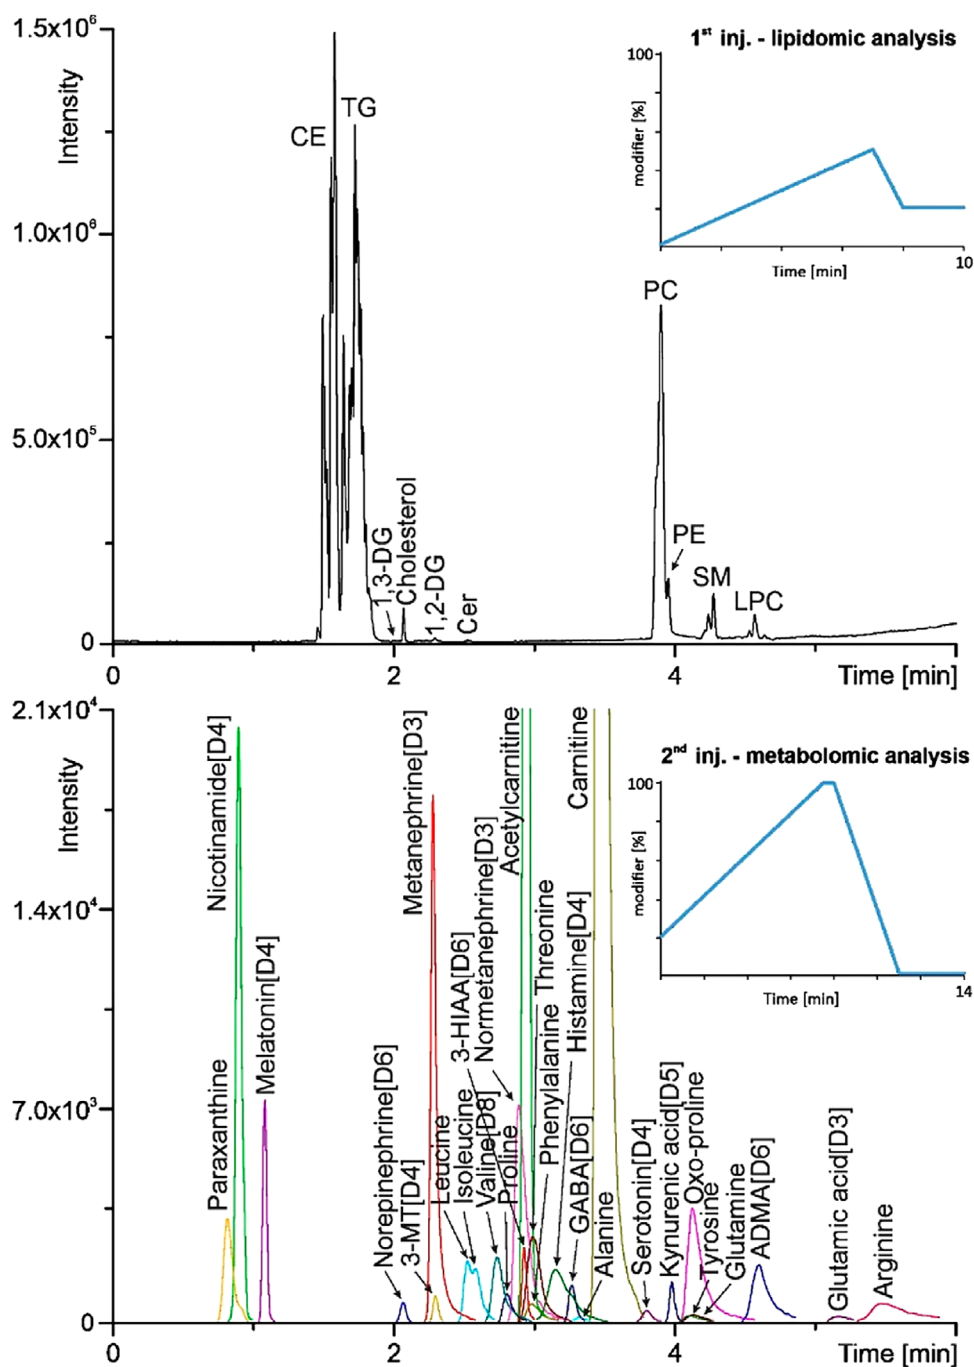 1.5x10⁶
Intensity
1.0x10⁶
5.0x10⁵
0
CE
TG
1,3-DG
Cholesterol
1,2-DG
Cer
PC
PE
SM
LPC
0
2
4
Time [min]
1st inj. - lipidomic analysis
100
modifier [%]
Time [min]
10
2.1x10⁴
Intensity
1.4x10⁴
7.0x10³
0
Paraxanthine
Nicotinamide[D4]
Melatonin[D4]
Norepinephrine[D6]
3-MT[D4]
Metanephrine[D3]
Leucine
Isoleucine
Valine[D8]
Proline
3-HIAA[D6]
Normetanephrine[D3]
Acetylcarnitine
Threonine
Phenylalanine
Histamine[D4]
GABA[D6]
Alanine
Carnitine
Serotonin[D4]
Kynurenic acid[D5]
Oxo-proline
Tyrosine
Glutamine
ADMA[D6]
Glutamic acid[D3]
Arginine
0
2
4
Time [min]
2nd inj. - metabolomic analysis
100
modifier [%]
Time [min]
14